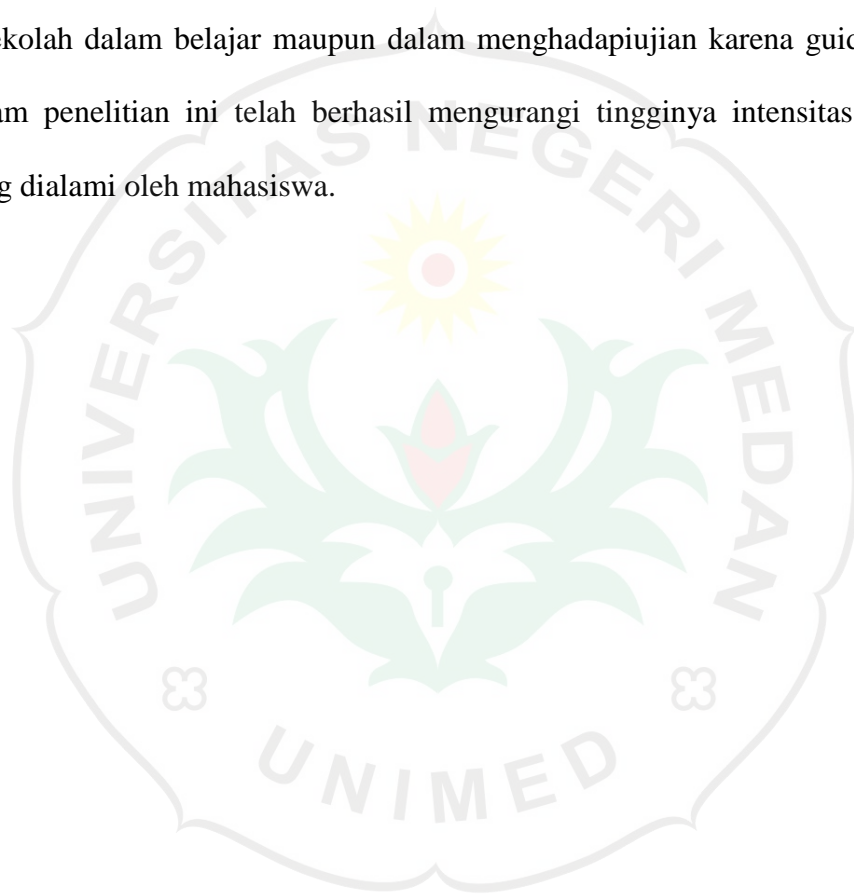 ekolah dalam belajar maupun dalam menghadapiujian karena guid
am penelitian ini telah berhasil mengurangi tingginya intensitas
g dialami oleh mahasiswa.
UNIVERSITAS NEGERI MEDAN
UNIMED